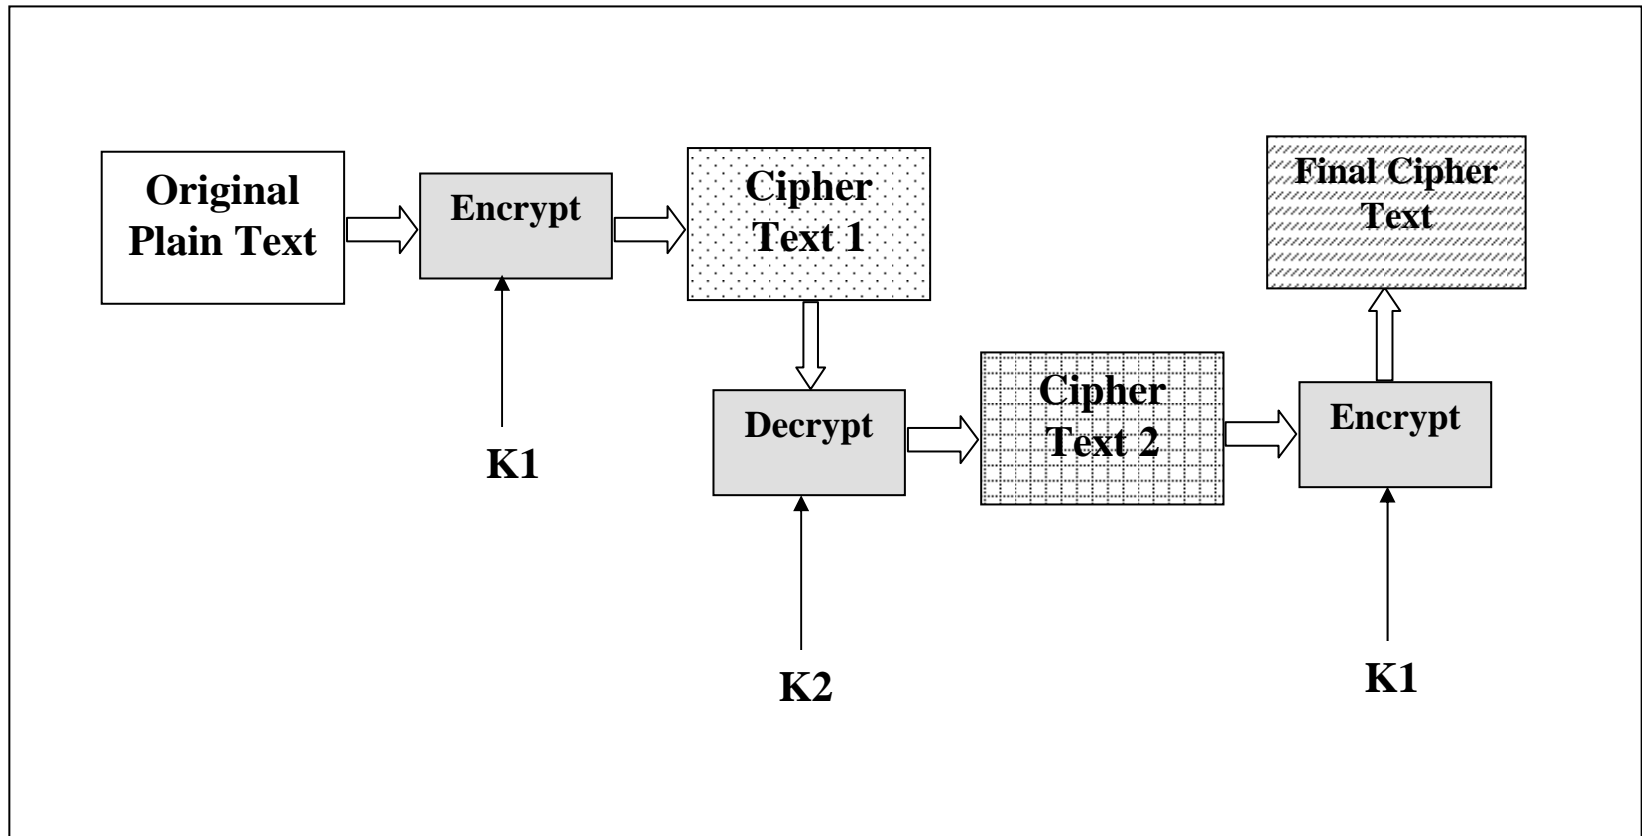 Original
Plain Text
Encrypt
K1
Cipher
Text 1
Decrypt
K2
Cipher
Text 2
Encrypt
K1
Final Cipher
Text